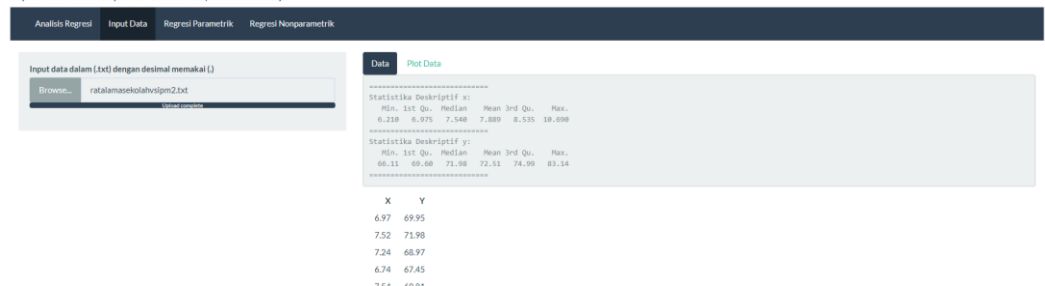 Analisis Regresi Input Data Regresi Parametrik Regresi Nonparametrik
Input data dalam (.txt) dengan desimal memakai (.)
Browse... ratalamasekolahvsipm2.txt
Upload complete
Data Plot Data
============================
Statistika Deskriptif x:
Min. 1st Qu. Median Mean 3rd Qu. Max.
6.210 6.975 7.540 7.889 8.535 10.690
============================
Statistika Deskriptif y:
Min. 1st Qu. Median Mean 3rd Qu. Max.
66.11 69.60 71.98 72.51 74.99 83.14
============================
X Y
6.97 69.95
7.52 71.98
7.24 68.97
6.74 67.45